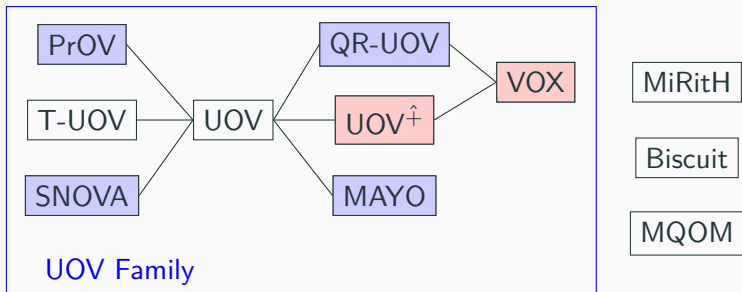 PrOV
QR-UOV
VOX
MiRitH
T-UOV
UOV
UOV^+̂
Biscuit
SNOVA
MAYO
MQOM
UOV Family